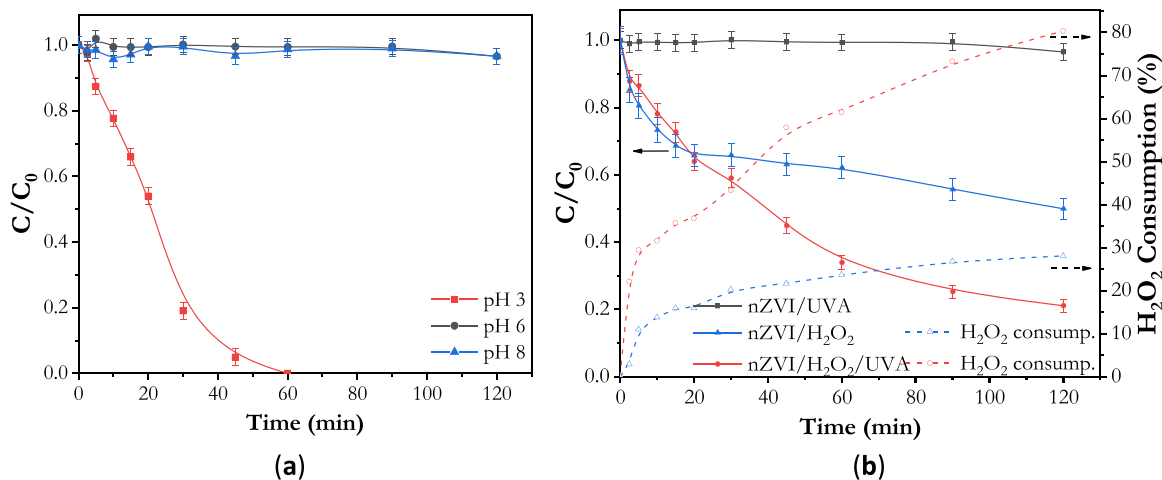 1.0
0.8
0.6
0.4
0.2
0.0
C/C0
pH 3
pH 6
pH 8
0 20 40 60 80 100 120
Time (min)
(a)
1.0
0.8
0.6
0.4
0.2
0.0
C/C0
nZVI/UVA
nZVI/H2O2
nZVI/H2O2/UVA
H2O2 consump.
H2O2 consump.
80
70
60
50
40
30
20
10
0
H2O2 Consumption (%)
0 20 40 60 80 100 120
Time (min)
(b)